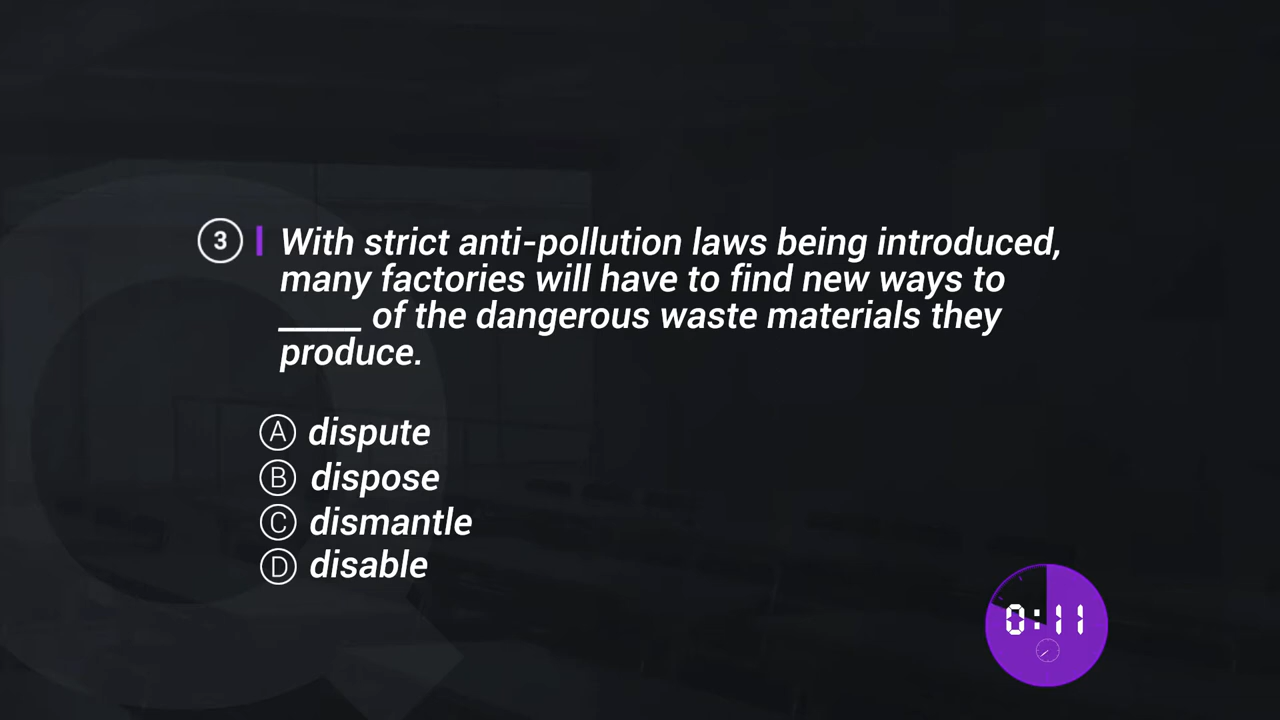 3 With strict anti-pollution laws being introduced,
many factories will have to find new ways to
_____ of the dangerous waste materials they
produce.
A dispute
B dispose
C dismantle
D disable
0:11